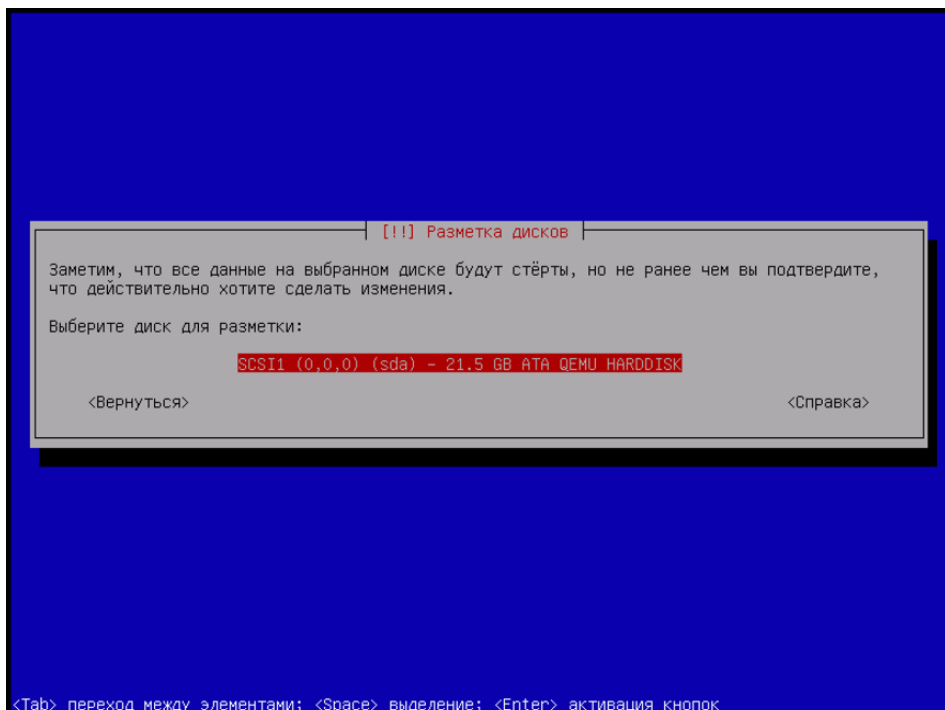 [!!] Разметка дисков
Заметим, что все данные на выбранном диске будут стёрты, но не ранее чем вы подтвердите,
что действительно хотите сделать изменения.
Выберите диск для разметки:
SCSI1 (0,0,0) (sda) - 21.5 GB ATA QEMU HARDDISK
<Вернуться> <Справка>
<Tab> переход между элементами; <Space> выделение; <Enter> активация кнопок